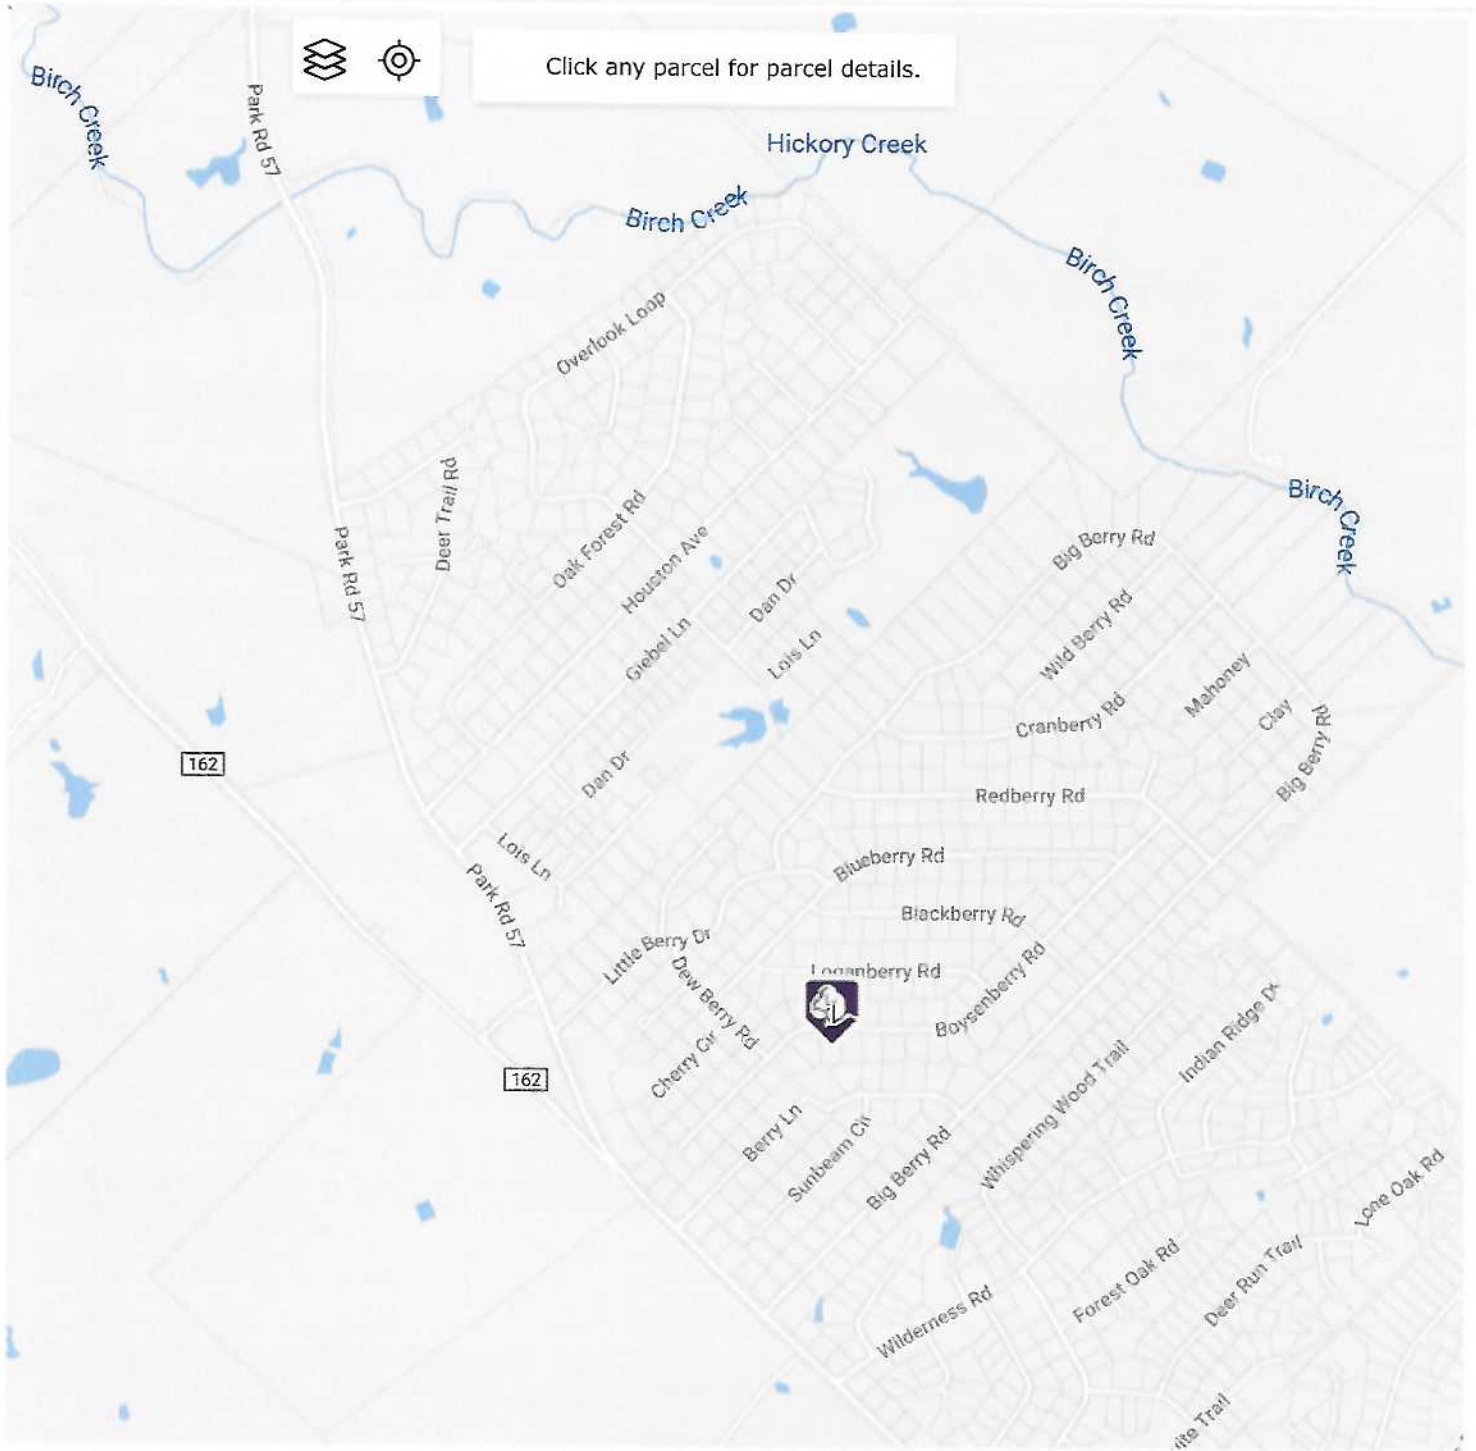 Click any parcel for parcel details.
Birch Creek
Park Rd 57
Hickory Creek
Birch Creek
Birch Creek
Overlook Loop
Deer Trail Rd
Birch Creek
Oak Forest Rd
Houston Ave
Park Rd 57
Big Berry Rd
Dan Dr
Giebel Ln
Lois Ln
Wild Berry Rd
Mahoney
Cranberry Rd
Clay
Big Berry Rd
162
Dan Dr
Redberry Rd
Lois Ln
Blueberry Rd
Park Rd 57
Blackberry Rd
Little Berry Dr
Loganberry Rd
Dew Berry Rd
Boysenberry Rd
Indian Ridge Dr
Cherry Cir
162
Whispering Wood Trail
Berry Ln
Sunbeam Cir
Big Berry Rd
Lone Oak Rd
Forest Oak Rd
Deer Run Trail
Wilderness Rd
Trail